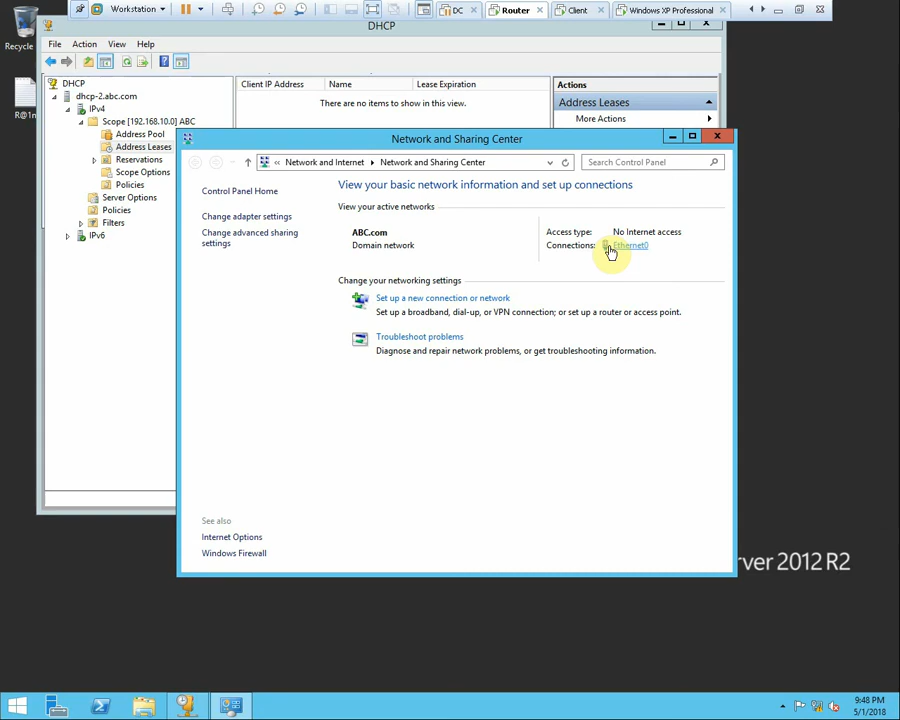 Workstation
DC
Router
Client
Windows XP Professional
DHCP
File Action View Help
Recycle
R@1n
DHCP
dhcp-2.abc.com
IPv4
Scope [192.168.10.0] ABC
Address Pool
Address Leases
Reservations
Scope Options
Policies
Server Options
Policies
Filters
IPv6
Client IP Address Name Lease Expiration
There are no items to show in this view.
Actions
Address Leases
More Actions
Network and Sharing Center
« Network and Internet Network and Sharing Center
Search Control Panel
Control Panel Home
Change adapter settings
Change advanced sharing
settings
View your basic network information and set up connections
View your active networks
ABC.com
Domain network
Access type: No Internet access
Connections: Ethernet0
Change your networking settings
Set up a new connection or network
Set up a broadband, dial-up, or VPN connection; or set up a router or access point.
Troubleshoot problems
Diagnose and repair network problems, or get troubleshooting information.
See also
Internet Options
Windows Firewall
ver 2012 R2
9:48 PM
5/1/2018